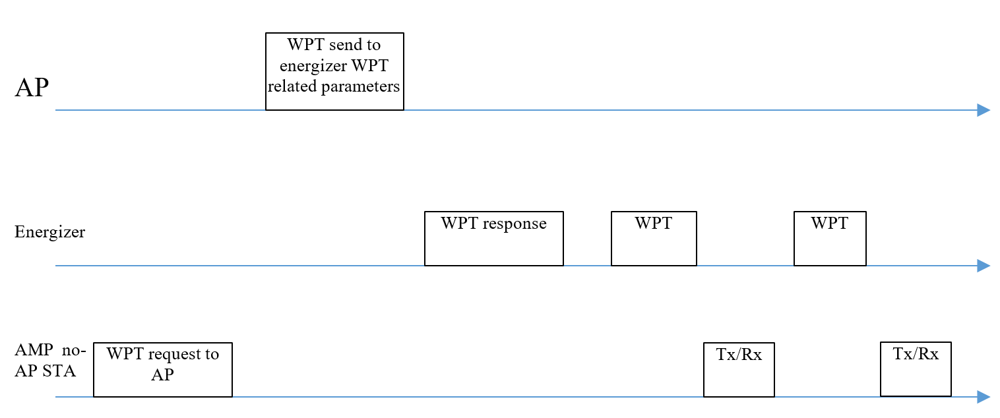 WPT send to
energizer WPT
related parameters
AP
WPT response
WPT
WPT
Energizer
AMP no-
AP STA
WPT request to
AP
Tx/Rx
Tx/Rx